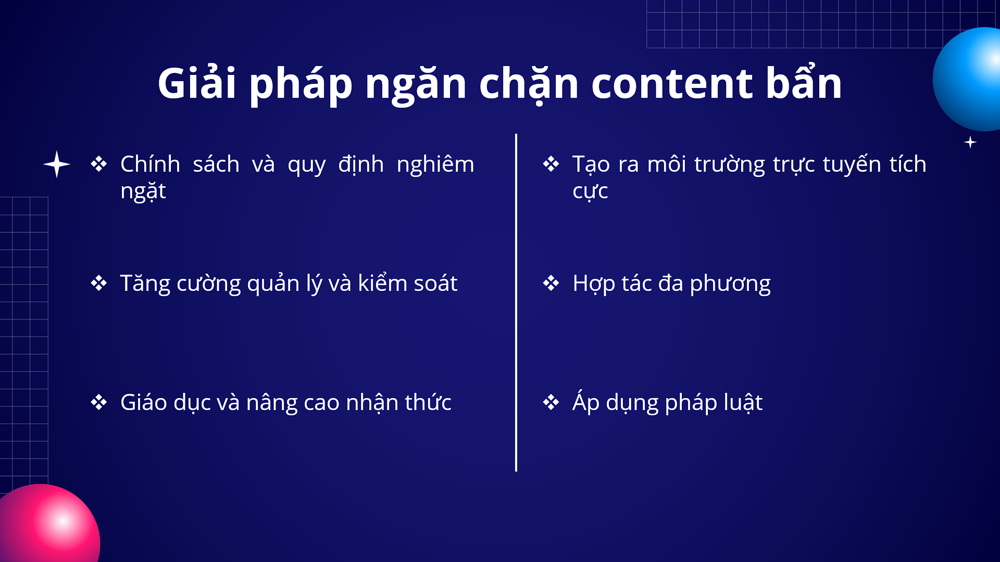 Giải pháp ngăn chặn content bẩn
❖ Chính sách và quy định nghiêm
ngặt
❖ Tăng cường quản lý và kiểm soát
❖ Giáo dục và nâng cao nhận thức
❖ Tạo ra môi trường trực tuyến tích
cực
❖ Hợp tác đa phương
❖ Áp dụng pháp luật